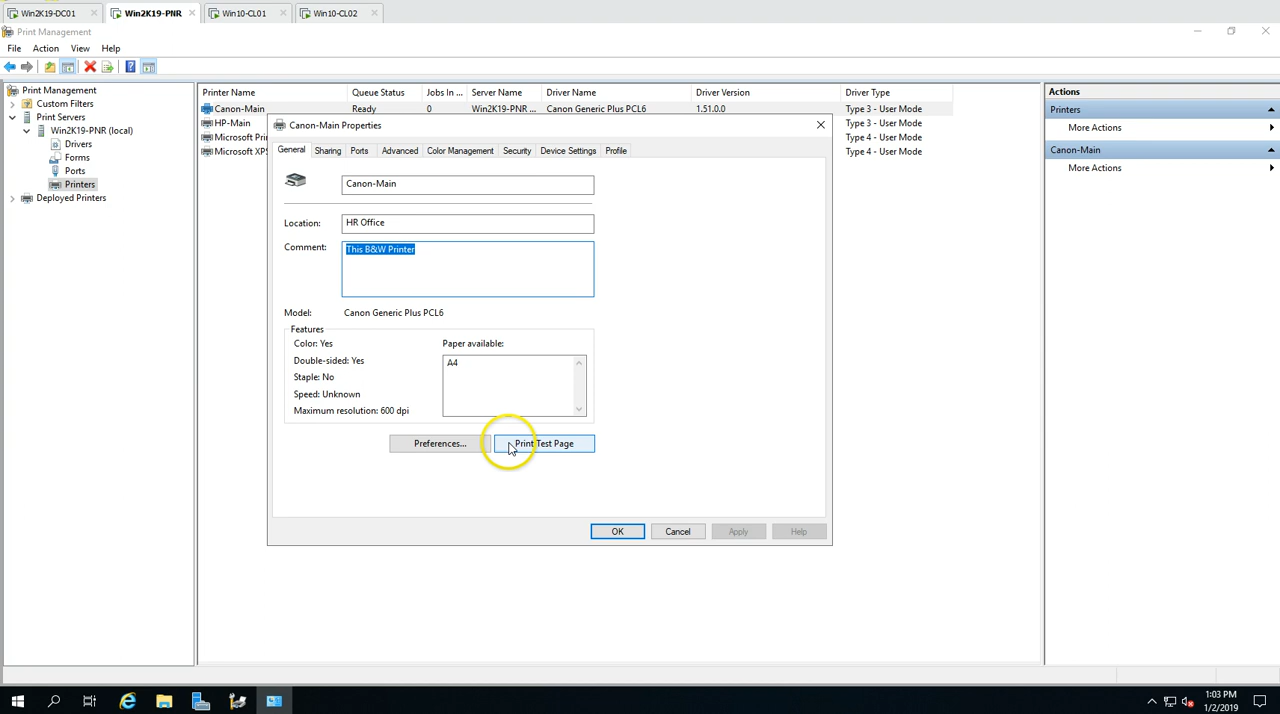 Win2K19-DC01 Win2K19-PNR Win10-CL01 Win10-CL02
Print Management
File Action View Help
Print Management
Custom Filters
Print Servers
Win2K19-PNR (local)
Drivers
Forms
Ports
Printers
Deployed Printers
Printer Name Queue Status Jobs In ... Server Name Driver Name Driver Version Driver Type
Canon-Main Ready 0 Win2K19-PNR ... Canon Generic Plus PCL6 1.51.0.0 Type 3 - User Mode
HP-Main Type 3 - User Mode
Microsoft Pri Type 4 - User Mode
Microsoft XPS Type 4 - User Mode
Canon-Main Properties
General Sharing Ports Advanced Color Management Security Device Settings Profile
Canon-Main
Location: HR Office
Comment: This B&W Printer
Model: Canon Generic Plus PCL6
Features
Color: Yes
Double-sided: Yes
Staple: No
Speed: Unknown
Maximum resolution: 600 dpi
Paper available:
A4
Preferences... Print Test Page
OK Cancel Apply Help
Actions
Printers
More Actions
Canon-Main
More Actions
1:03 PM
1/2/2019